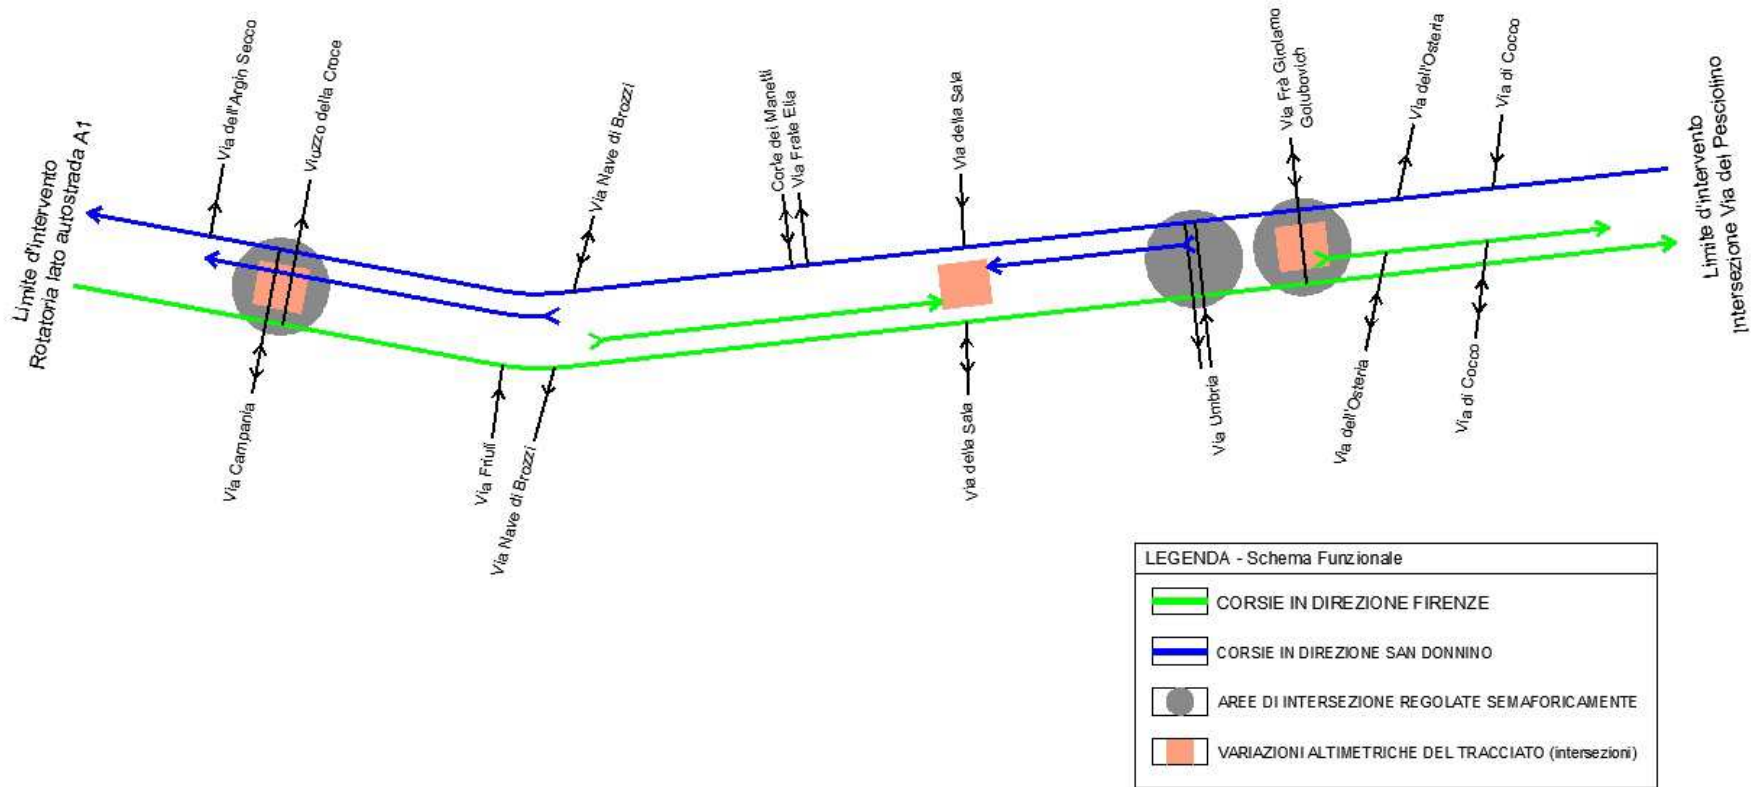 Limite d'intervento
Rotatoria lato autostrada A1
Via dell'Argin Secco
Viuzzo della Croce
Via Nave di Brozzi
Corte dei Manetti
Via Frate Elia
Via della Sala
Via Frà Girolamo
Golubovich
Via dell'Osteria
Via di Cocco
Limite d'intervento
Intersezione Via del Pesciolino
Via Campania
Via Friuli
Via Nave di Brozzi
Via della Sala
Via Umbria
Via dell'Osteria
Via di Cocco
LEGENDA - Schema Funzionale
CORSIE IN DIREZIONE FIRENZE
CORSIE IN DIREZIONE SAN DONNINO
AREE DI INTERSEZIONE REGOLATE SEMAFORICAMENTE
VARIAZIONI ALTIMETRICHE DEL TRACCIATO (intersezioni)